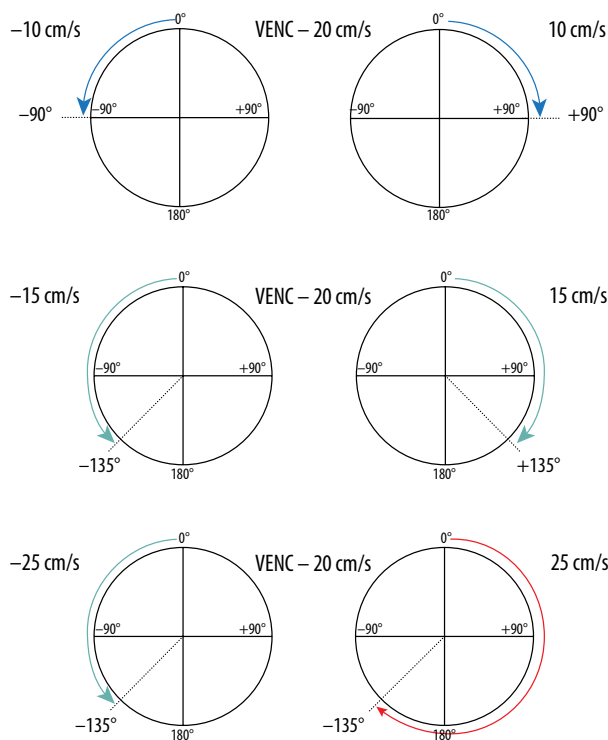 −10 cm/s 0° VENC – 20 cm/s 0° 10 cm/s
−90° −90° +90° −90° +90° +90°
180° 180°
−15 cm/s 0° VENC – 20 cm/s 0° 15 cm/s
−90° +90° −90° +90°
−135° 180° 180° +135°
−25 cm/s 0° VENC – 20 cm/s 0° 25 cm/s
−90° +90° −90° +90°
−135° 180° −135° 180°